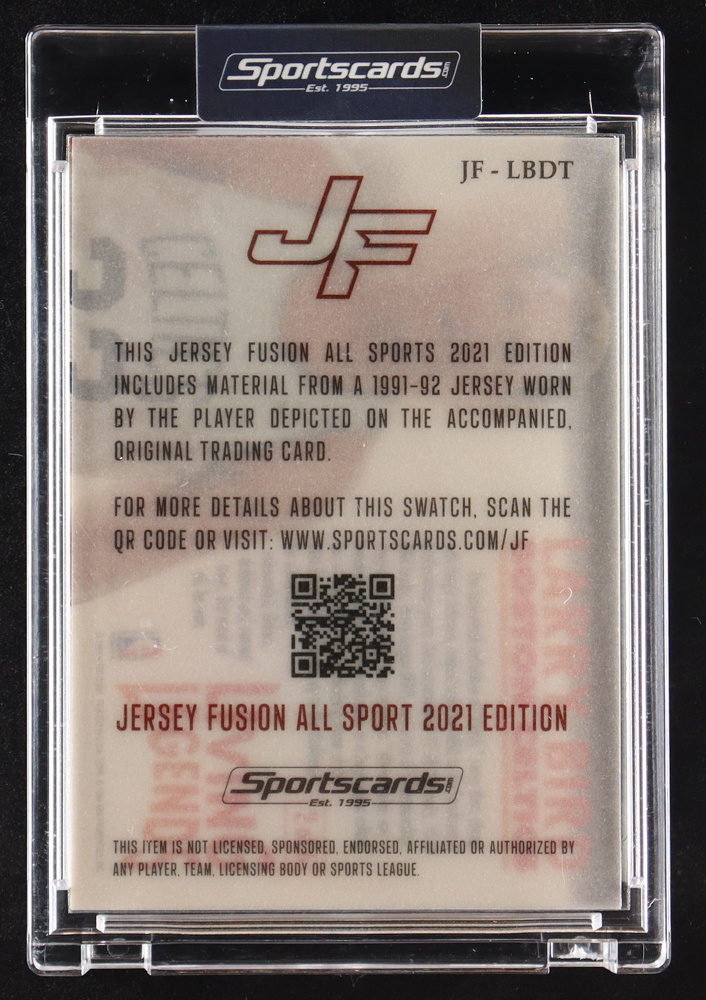 Sportscards.com
Est. 1995
JF - LBDT
JF
THIS JERSEY FUSION ALL SPORTS 2021 EDITION
INCLUDES MATERIAL FROM A 1991-92 JERSEY WORN
BY THE PLAYER DEPICTED ON THE ACCOMPANIED,
ORIGINAL TRADING CARD.
FOR MORE DETAILS ABOUT THIS SWATCH, SCAN THE
QR CODE OR VISIT: WWW.SPORTSCARDS.COM/JF
JERSEY FUSION ALL SPORT 2021 EDITION
Sportscards.com
Est. 1995
THIS ITEM IS NOT LICENSED, SPONSORED, ENDORSED, AFFILIATED OR AUTHORIZED BY
ANY PLAYER, TEAM, LICENSING BODY OR SPORTS LEAGUE.
LARRY BIRD